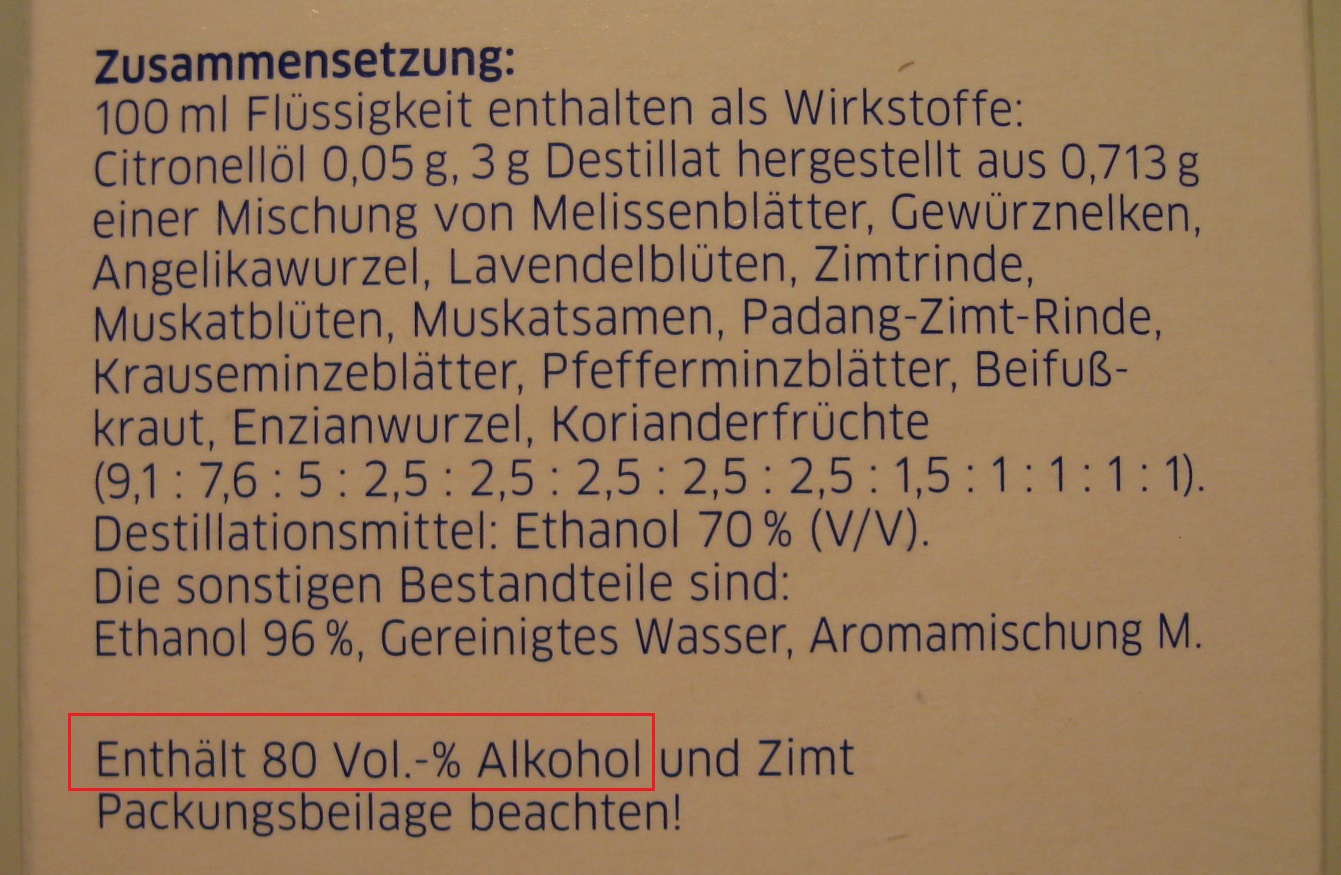 Zusammensetzung:
100 ml Flüssigkeit enthalten als Wirkstoffe:
Citronellöl 0,05 g, 3 g Destillat hergestellt aus 0,713 g
einer Mischung von Melissenblätter, Gewürznelken,
Angelikawurzel, Lavendelblüten, Zimtrinde,
Muskatblüten, Muskatsamen, Padang-Zimt-Rinde,
Krauseminzeblätter, Pfefferminzblätter, Beifuß-
kraut, Enzianwurzel, Korianderfrüchte
(9,1 : 7,6 : 5 : 2,5 : 2,5 : 2,5 : 2,5 : 2,5 : 1,5 : 1 : 1 : 1 : 1).
Destillationsmittel: Ethanol 70 % (V/V).
Die sonstigen Bestandteile sind:
Ethanol 96 %, Gereinigtes Wasser, Aromamischung M.
Enthält 80 Vol.-% Alkohol und Zimt
Packungsbeilage beachten!